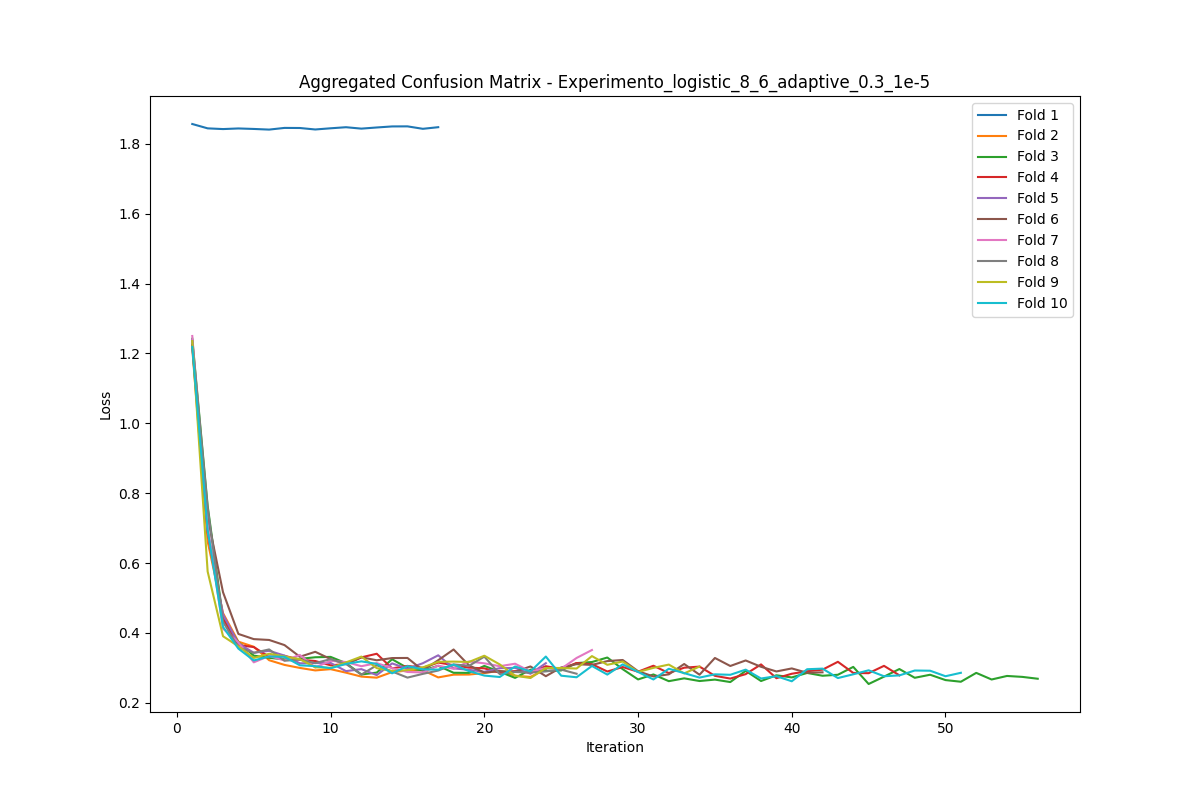 Aggregated Confusion Matrix - Experimento_logistic_8_6_adaptive_0.3_1e-5
Fold 1
Fold 2
Fold 3
Fold 4
Fold 5
Fold 6
Fold 7
Fold 8
Fold 9
Fold 10
1.8
1.6
1.4
1.2
1.0
0.8
0.6
0.4
0.2
Loss
0 10 20 30 40 50
Iteration